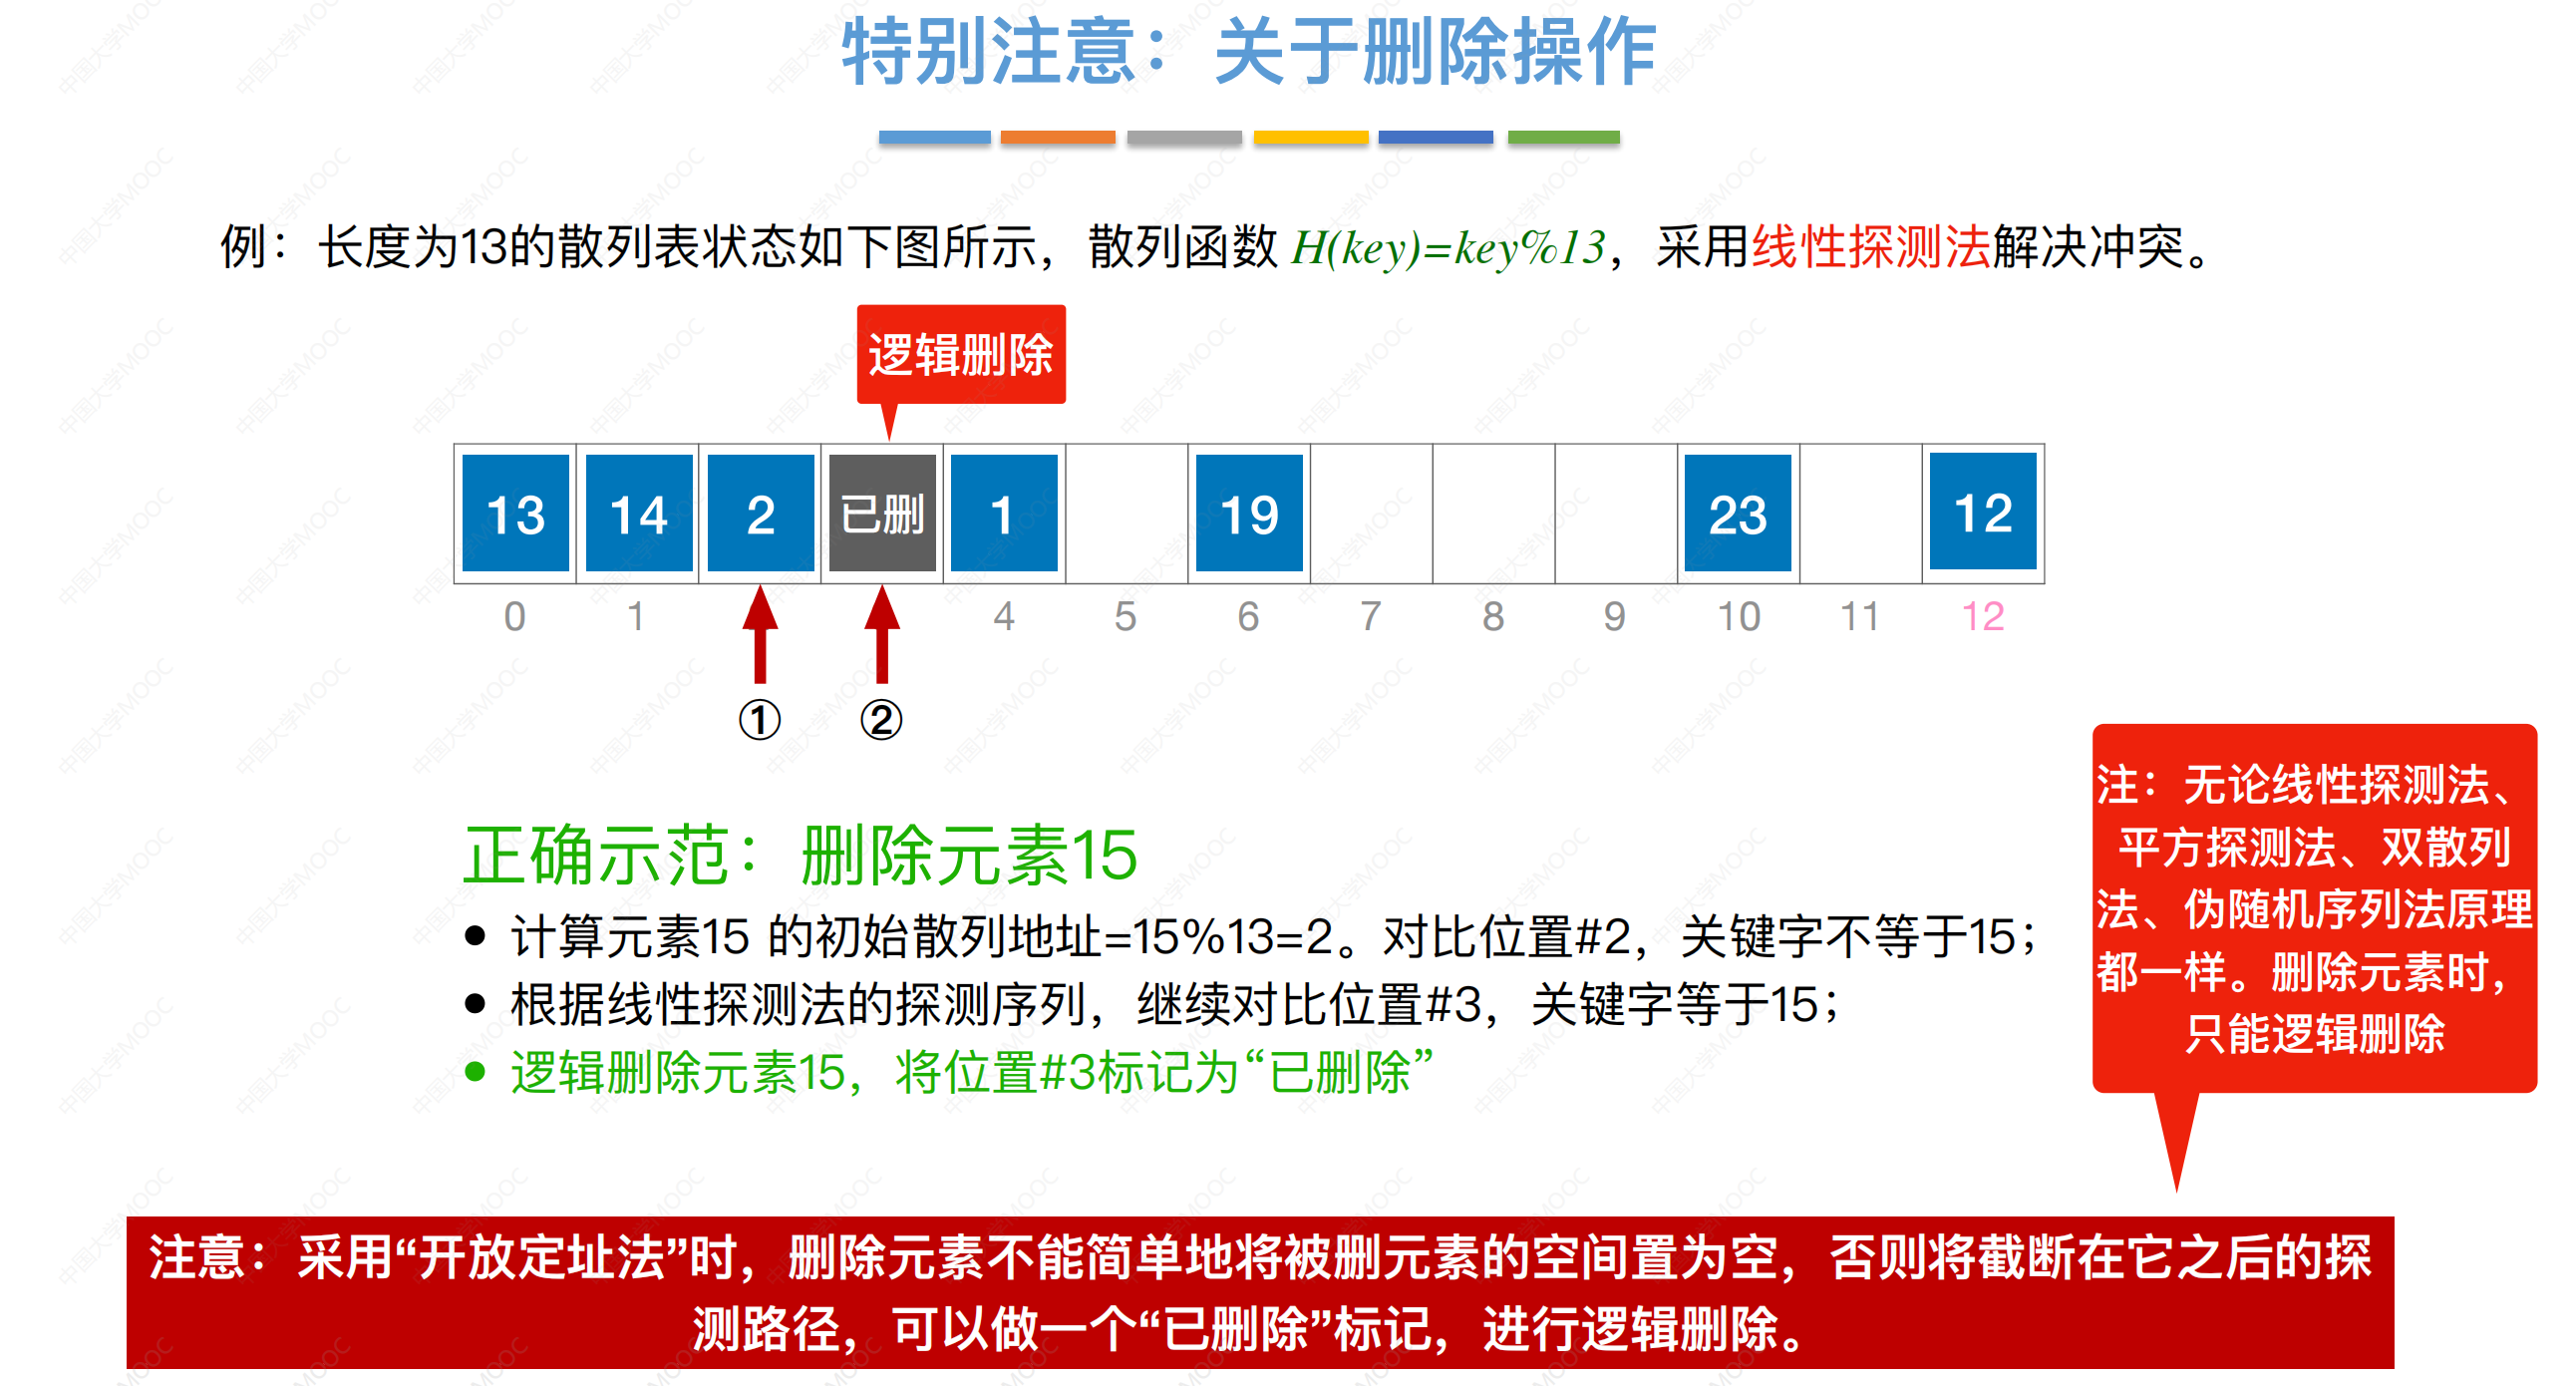 特别注意：关于删除操作
例：长度为13的散列表状态如下图所示，散列函数 H(key)=key%13，采用线性探测法解决冲突。
逻辑删除
13 14 2 已删 1 19 23 12
0 1 4 5 6 7 8 9 10 11 12
① ②
注：无论线性探测法、
平方探测法、双散列
法、伪随机序列法原理
都一样。删除元素时，
只能逻辑删除
正确示范：删除元素15
• 计算元素15 的初始散列地址=15%13=2。对比位置#2，关键字不等于15；
• 根据线性探测法的探测序列，继续对比位置#3，关键字等于15；
• 逻辑删除元素15，将位置#3标记为“已删除”
注意：采用“开放定址法”时，删除元素不能简单地将被删元素的空间置为空，否则将截断在它之后的探
测路径，可以做一个“已删除”标记，进行逻辑删除。
中国大学MOOC